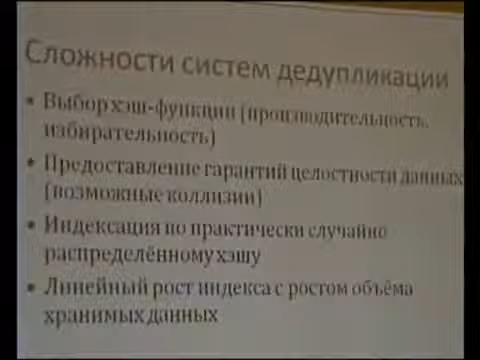 Сложности систем дедупликации
• Выбор хэш-функции (производительность,
избирательность)
• Предоставление гарантий целостности данных
(возможные коллизии)
• Индексация по практически случайно
распределённому хэшу
• Линейный рост индекса с ростом объёма
хранимых данных